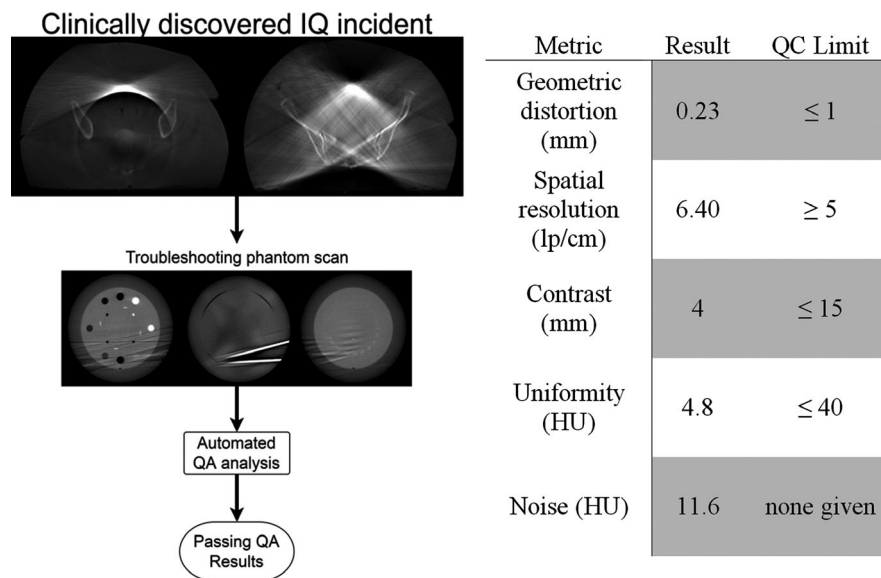 Clinically discovered IQ incident
Troubleshooting phantom scan
Automated
QA analysis
Passing QA
Results
Metric Result QC Limit
Geometric
distortion
(mm)
0.23 ≤ 1
Spatial
resolution
(lp/cm)
6.40 ≥ 5
Contrast
(mm)
4 ≤ 15
Uniformity
(HU)
4.8 ≤ 40
Noise (HU) 11.6 none given